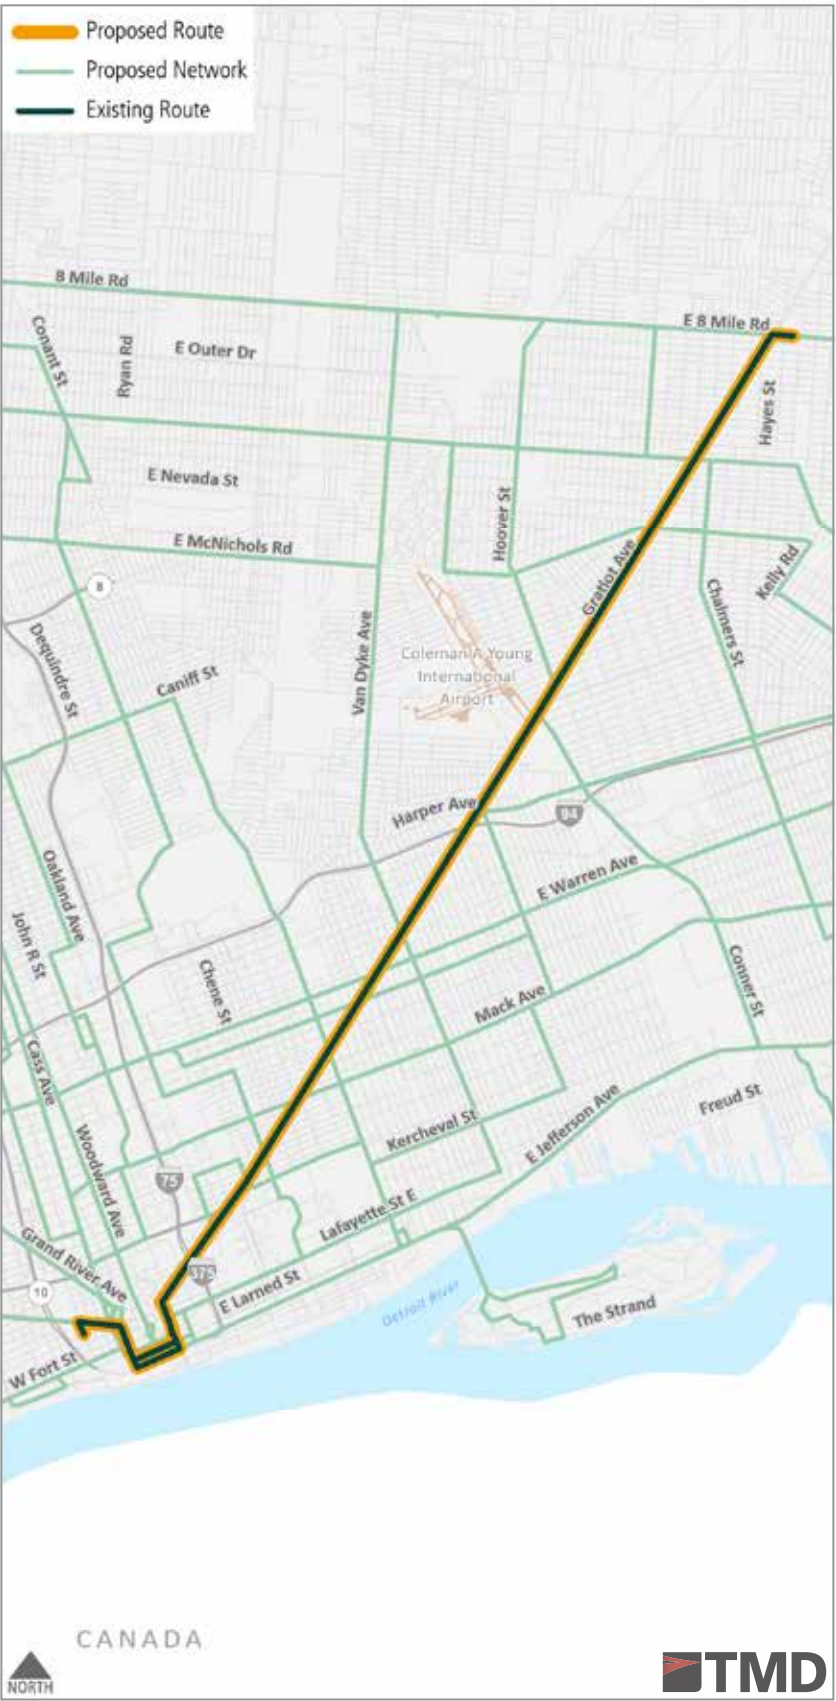 Proposed Route
Proposed Network
Existing Route
8 Mile Rd
E 8 Mile Rd
Conant St
Ryan Rd
E Outer Dr
Hayes St
E Nevada St
Hoover St
E McNichols Rd
Gratiot Ave
Kelly Rd
8
Chalmers St
Dequindre St
Van Dyke Ave
Coleman A Young
International
Airport
Caniff St
Harper Ave
94
Oakland Ave
E Warren Ave
John R St
Chene St
Conner St
Mack Ave
Cass Ave
Freud St
E Jefferson Ave
Kercheval St
Woodward Ave
75
Lafayette St E
Grand River Ave
375
10
E Larned St
Detroit River
The Strand
W Fort St
CANADA
NORTH
TMD